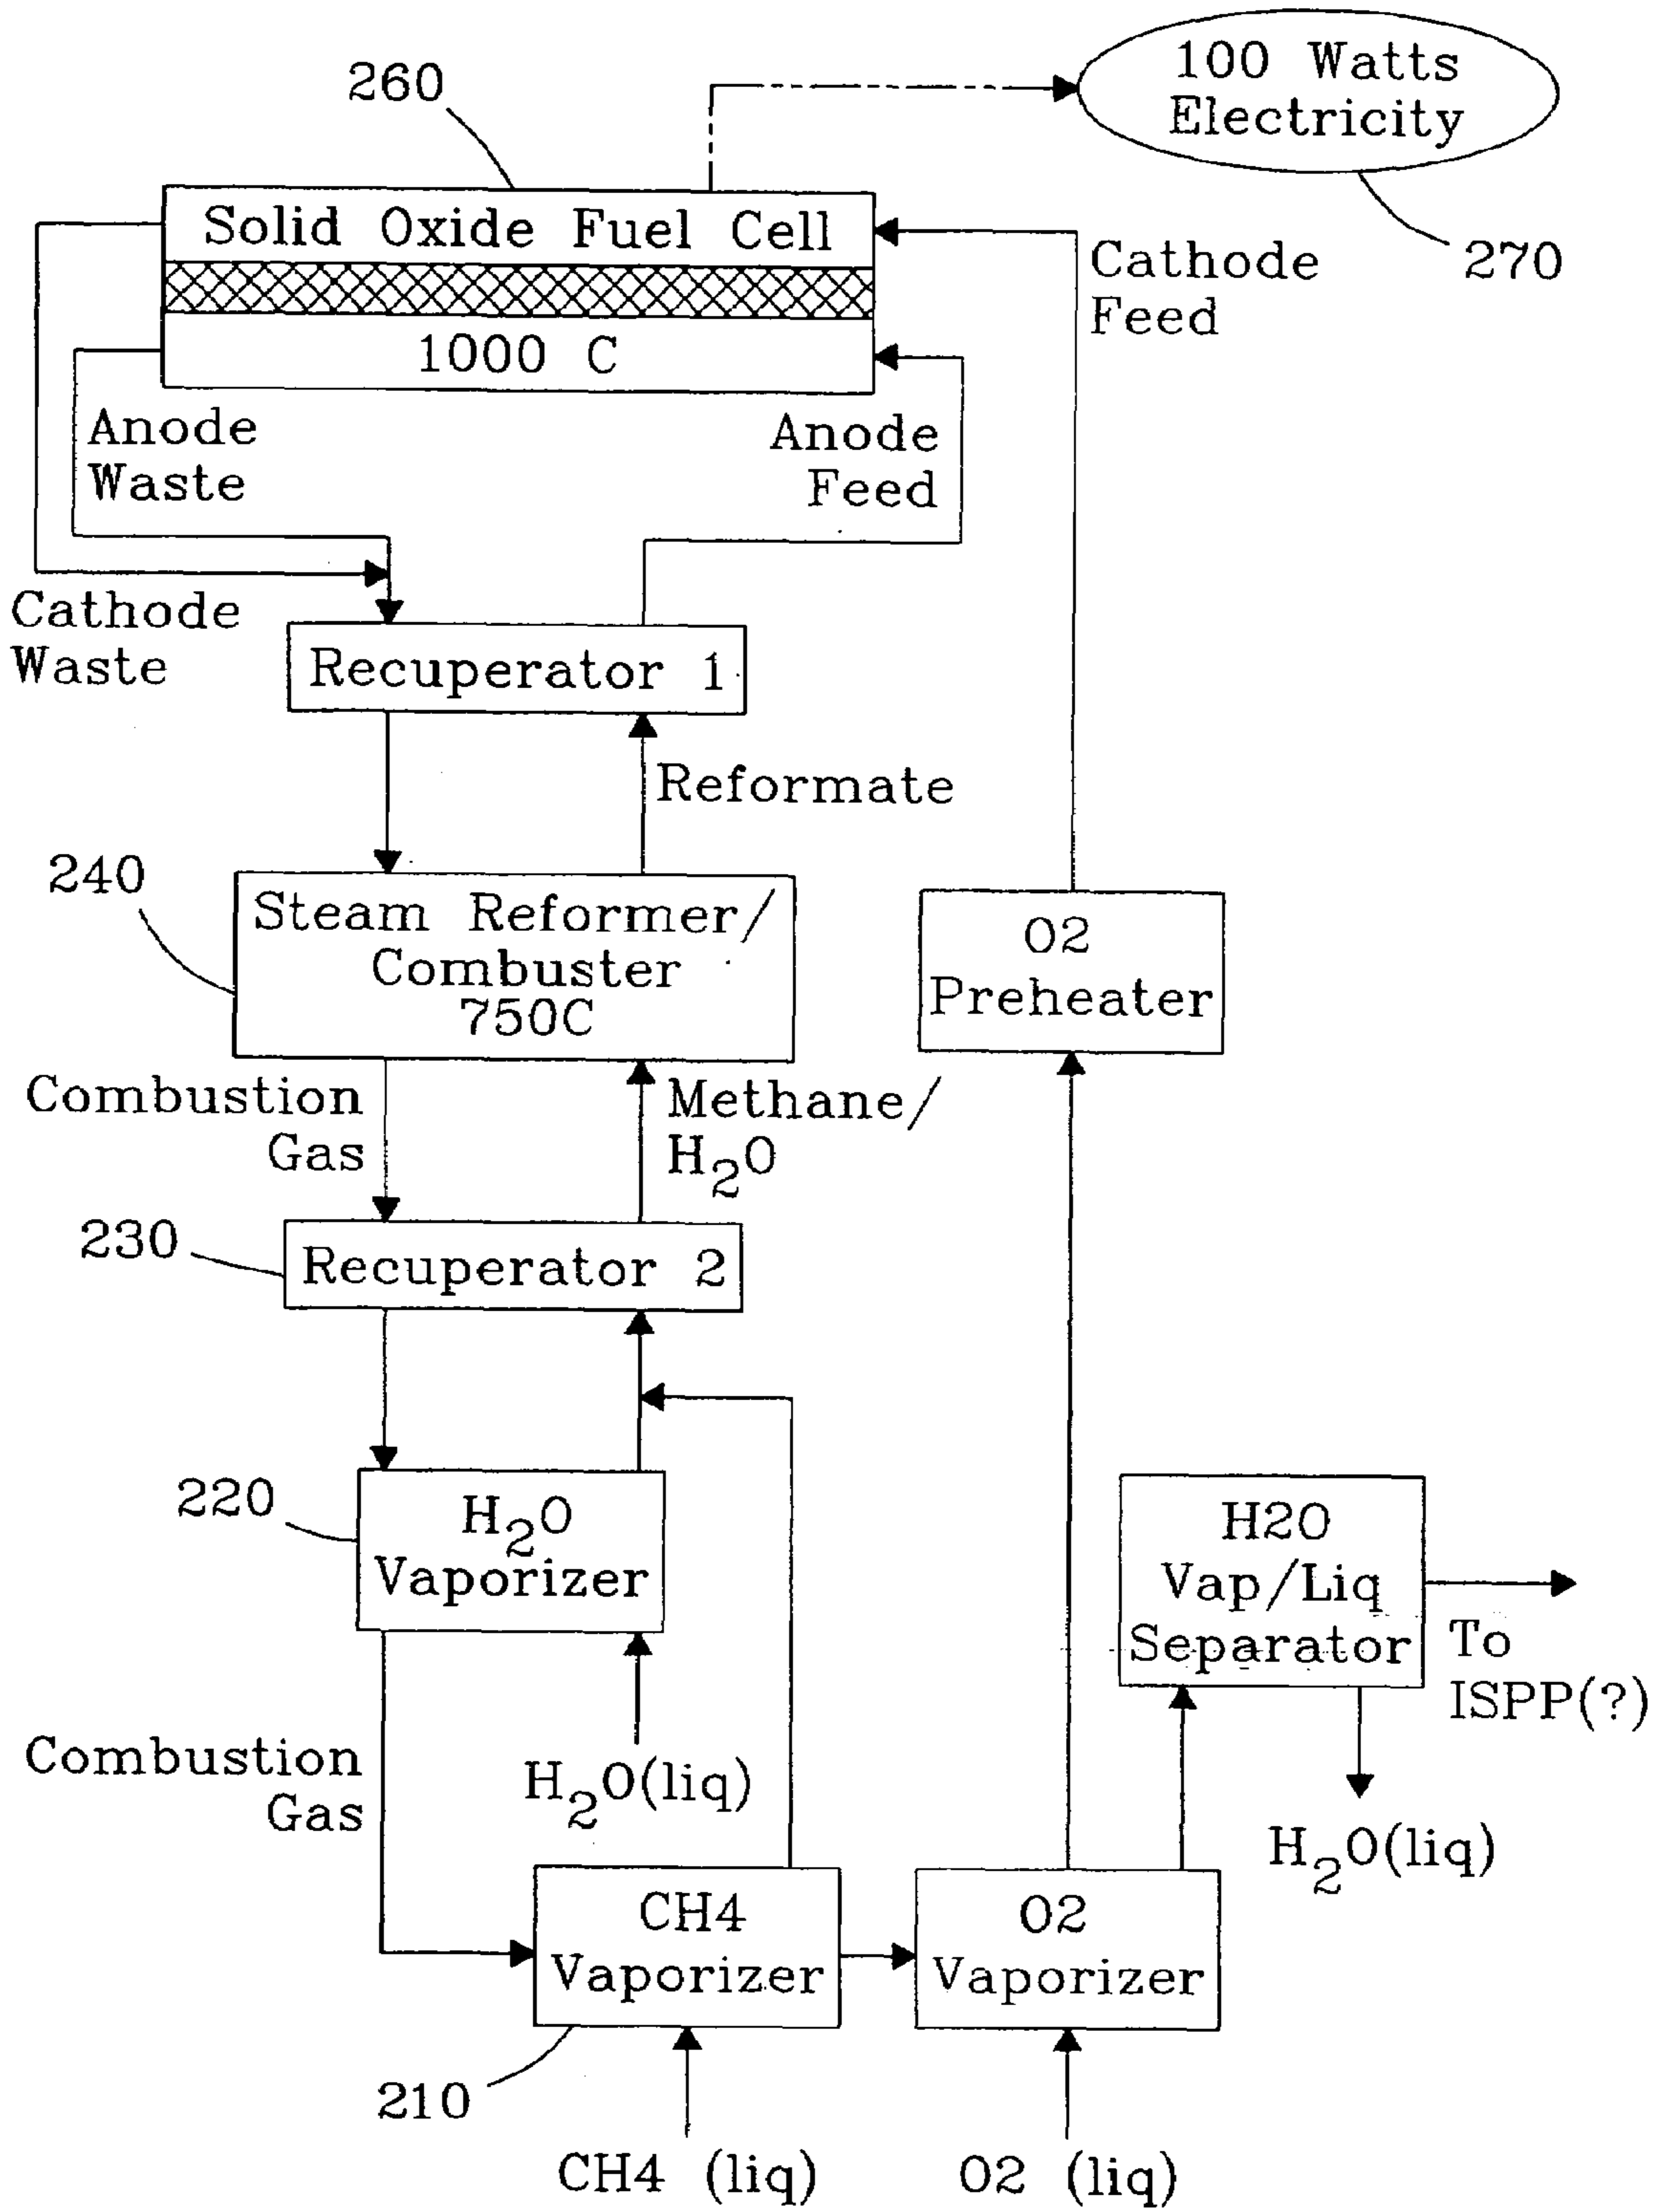 260
100 Watts
Electricity
270
Solid Oxide Fuel Cell
1000 C
Cathode
Feed
Anode
Waste
Anode
Feed
Cathode
Waste
Recuperator 1
Reformate
240
Steam Reformer/
Combuster
750C
O2
Preheater
Combustion
Gas
Methane/
H2O
230
Recuperator 2
220
H2O
Vaporizer
H2O
Vap/Liq
Separator
To
ISPP(?)
Combustion
Gas
H2O(liq)
H2O(liq)
CH4
Vaporizer
O2
Vaporizer
210
CH4 (liq)
O2 (liq)